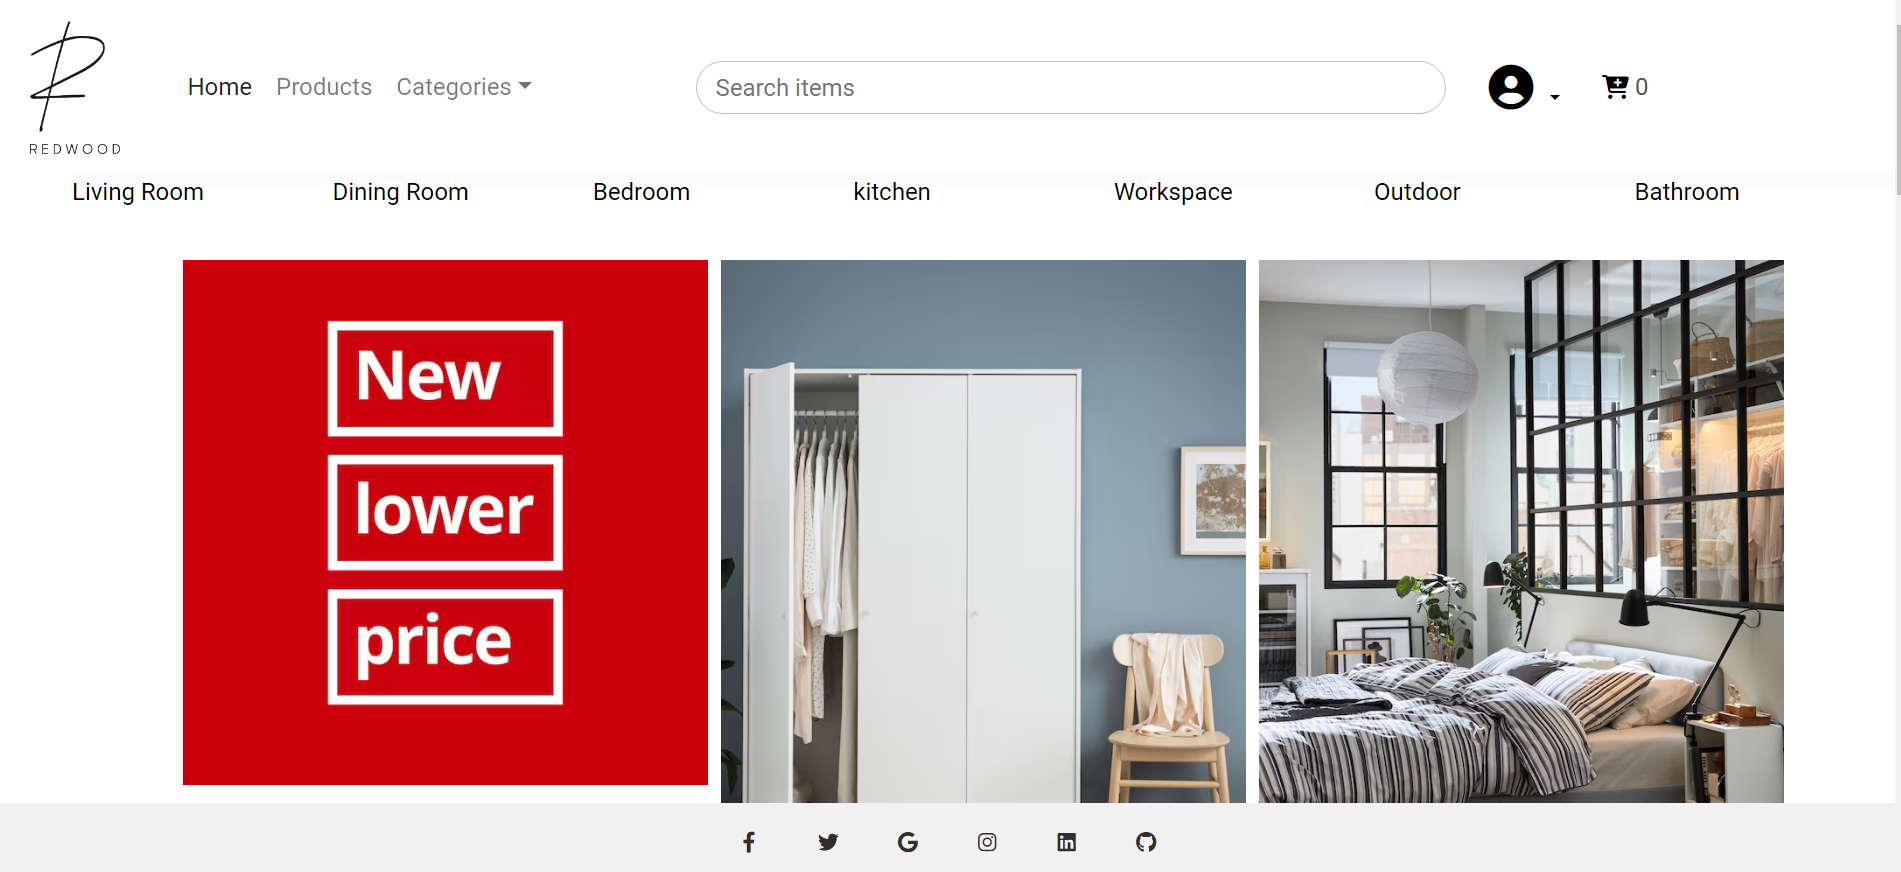 REDWOOD
Home Products Categories
Search items
0
Living Room Dining Room Bedroom kitchen Workspace Outdoor Bathroom
New
lower
price